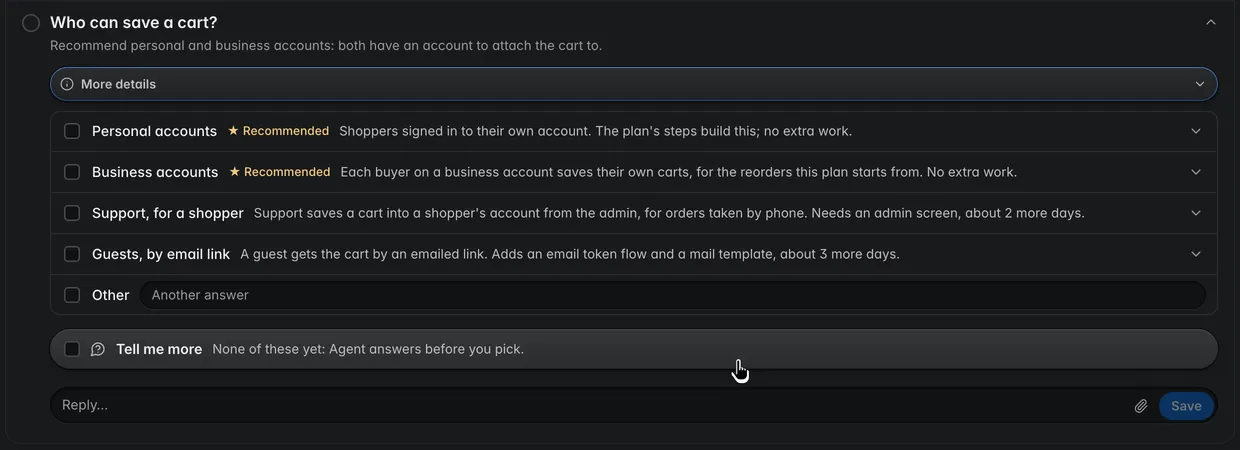 Who can save a cart?
Recommend personal and business accounts: both have an account to attach the cart to.
More details
Personal accounts ★ Recommended Shoppers signed in to their own account. The plan's steps build this; no extra work.
Business accounts ★ Recommended Each buyer on a business account saves their own carts, for the reorders this plan starts from. No extra work.
Support, for a shopper Support saves a cart into a shopper's account from the admin, for orders taken by phone. Needs an admin screen, about 2 more days.
Guests, by email link A guest gets the cart by an emailed link. Adds an email token flow and a mail template, about 3 more days.
Other Another answer
Tell me more None of these yet: Agent answers before you pick.
Reply...
Save